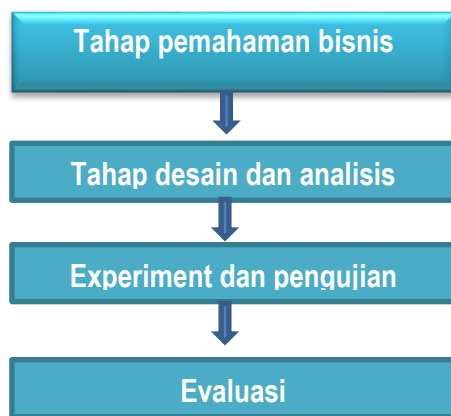 Tahap pemahaman bisnis
Tahap desain dan analisis
Experiment dan pengujian
Evaluasi